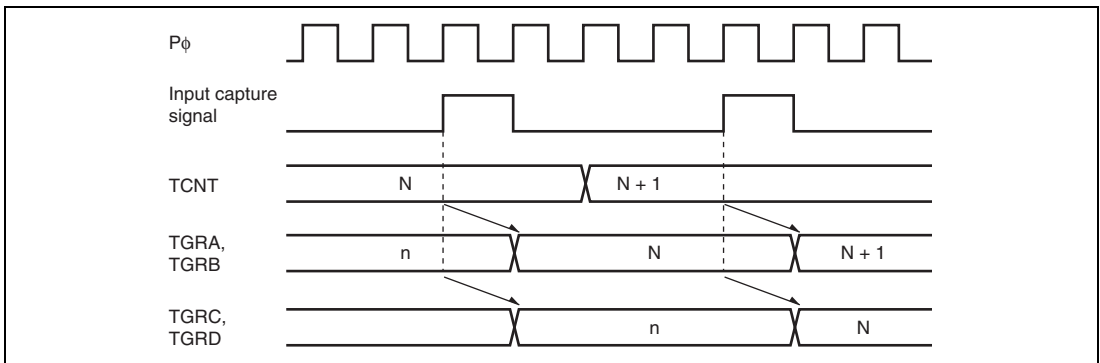 Pϕ
Input capture
signal
TCNT
N
N + 1
TGRA,
TGRB
n
N
N + 1
TGRC,
TGRD
n
N